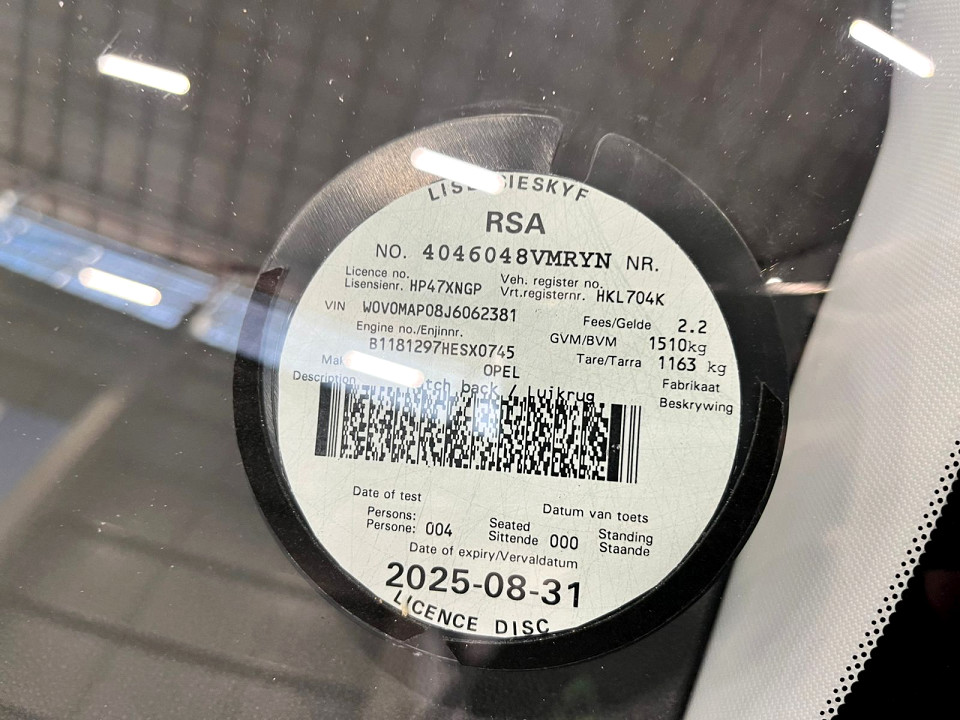 RSA
NO. 4046048VMRYN NR.
Licence no.
Lisensienr. HP47XNGP
Veh. register no.
Vrt.registernr. HKL704K
VIN W0V0MAP08J6062381
Fees/Gelde 2.2
Engine no./Enjinnr.
B1181297HESX0745
GVM/BVM 1510kg
Tare/Tarra 1163 kg
OPEL
Fabrikaat
Description back / Luikrug
Beskrywing
Date of test
Datum van toets
Persons:
Persone: 004
Seated
Sittende 000
Standing
Staande
Date of expiry/Vervaldatum
2025-08-31
LICENCE DISC